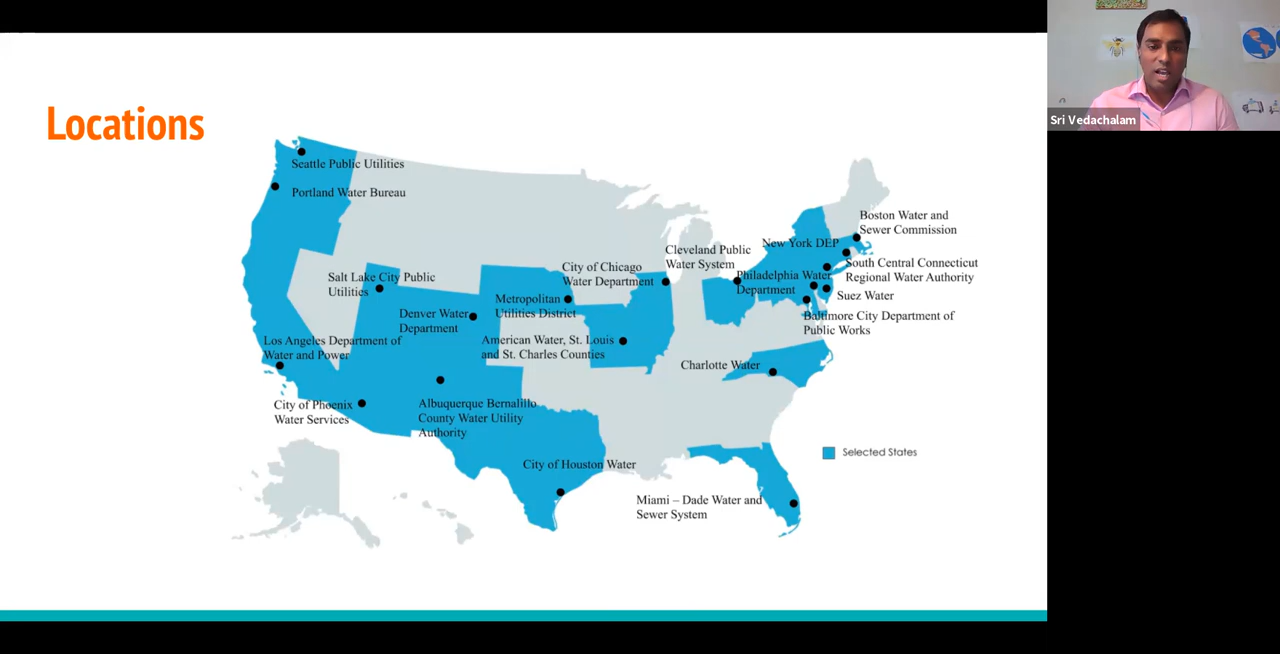 Sri Vedachalam
Locations
Seattle Public Utilities
Portland Water Bureau
Salt Lake City Public
Utilities
Denver Water
Department
Los Angeles Department of
Water and Power
City of Phoenix
Water Services
Albuquerque Bernalillo
County Water Utility
Authority
Metropolitan
Utilities District
City of Chicago
Water Department
American Water, St. Louis
and St. Charles Counties
City of Houston Water
Cleveland Public
Water System
New York DEP
Philadelphia Water
Department
Boston Water and
Sewer Commission
South Central Connecticut
Regional Water Authority
Suez Water
Baltimore City Department of
Public Works
Charlotte Water
Miami – Dade Water and
Sewer System
Selected States